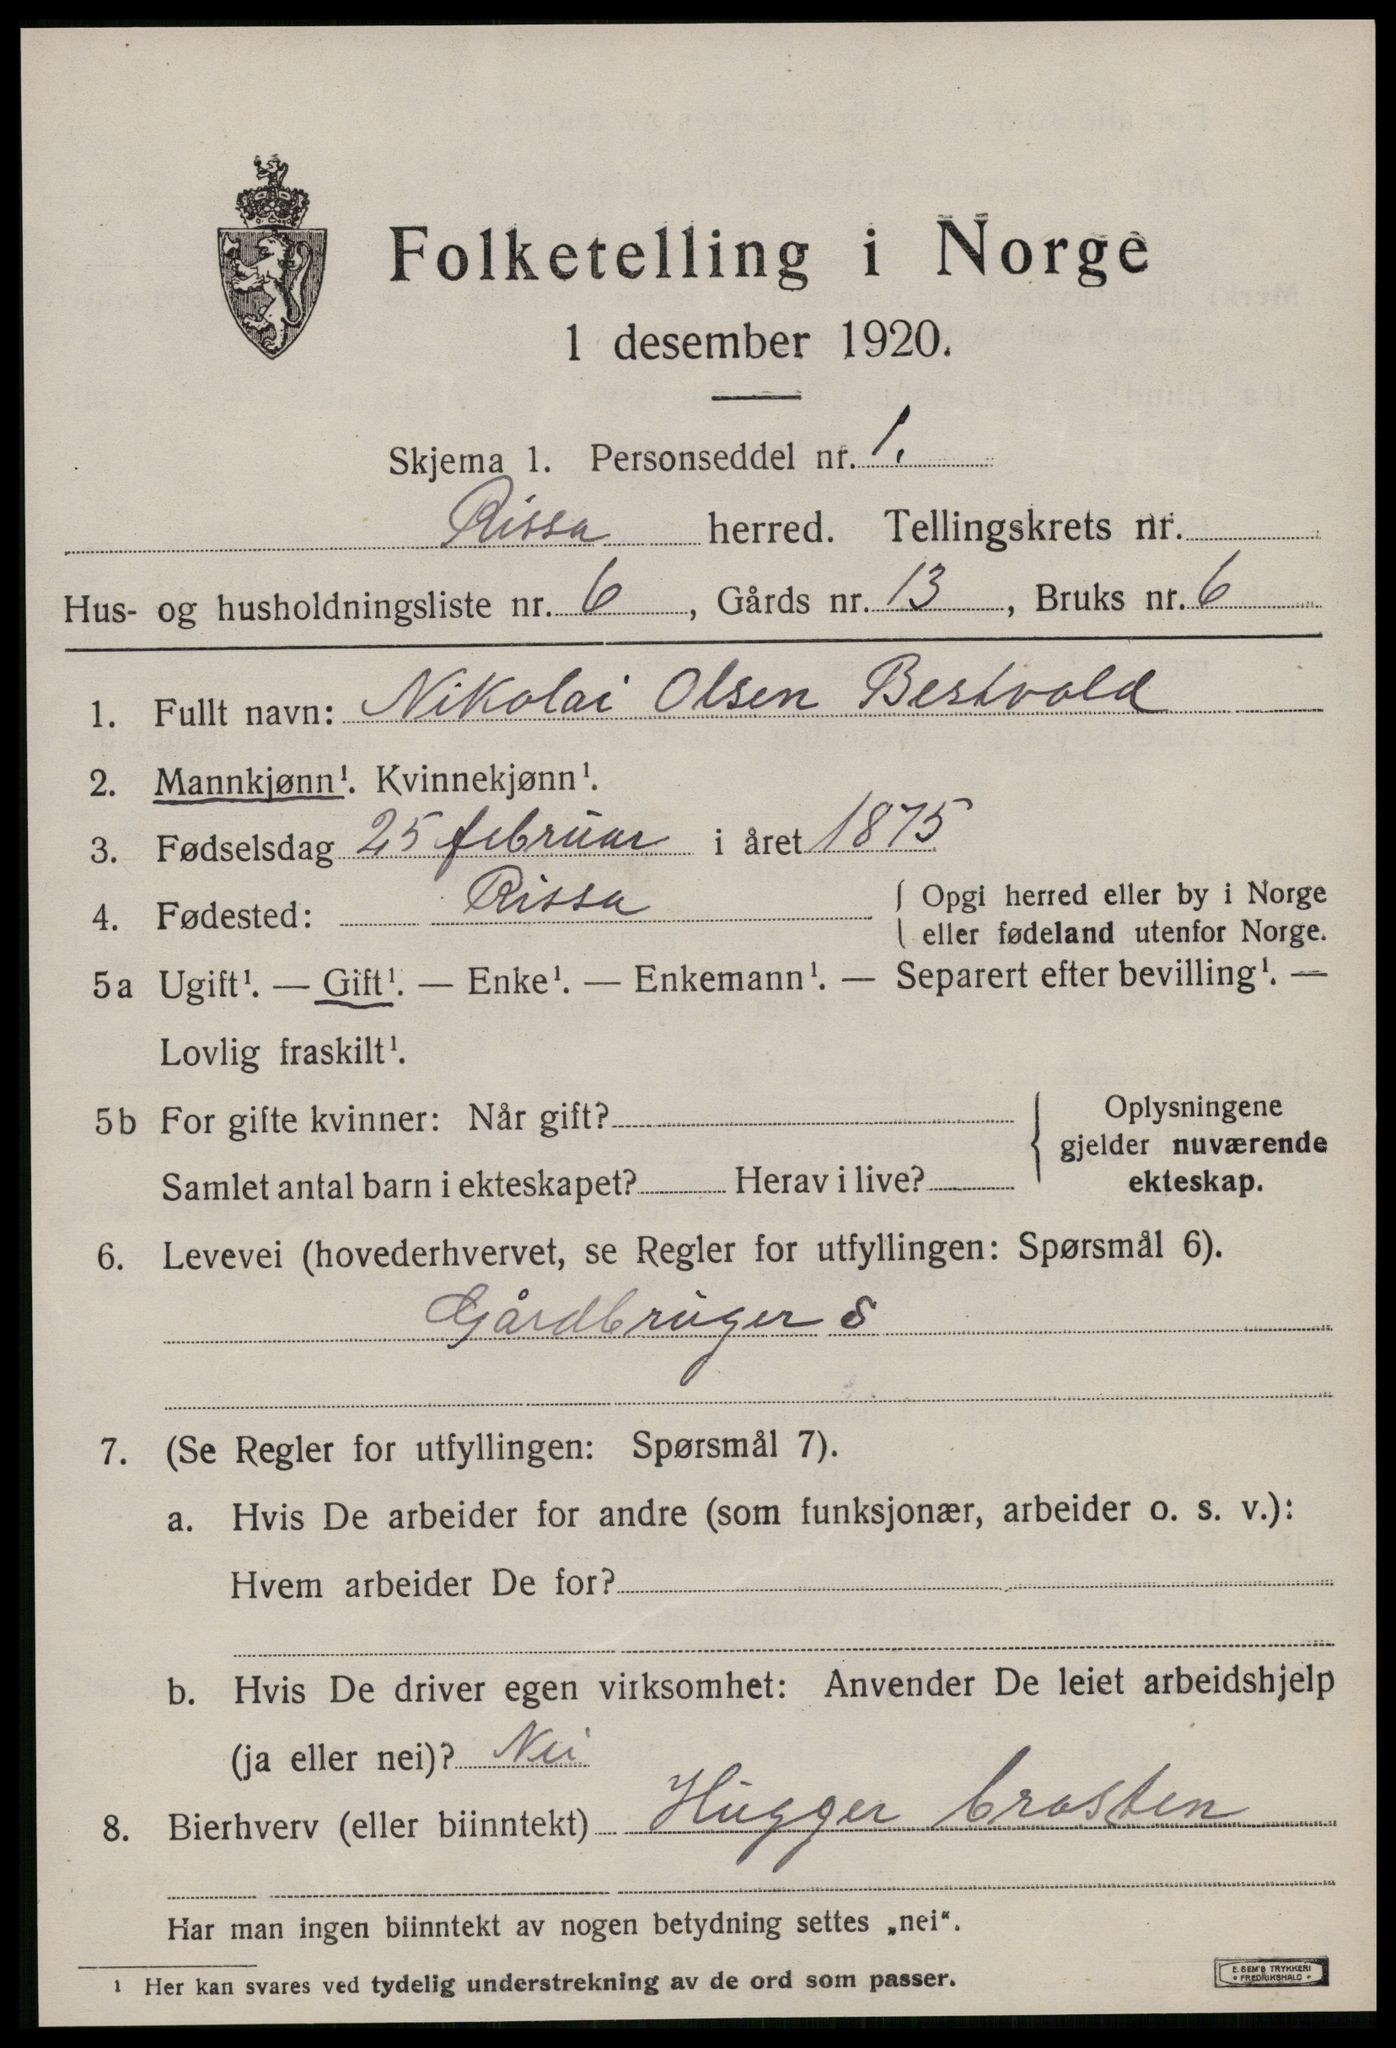 Folketelling i Norge
1 desember 1920.
Skjema 1. Personseddel nr. 1.
Rissa herred. Tellingskrets nr.
Hus- og husholdningsliste nr. 6, Gårds nr. 13, Bruks nr. 6
1. Fullt navn: Nikolai Olsen Bestvold
2. Mannkjønn¹. Kvinnekjønn¹.
3. Fødselsdag 25 februar i året 1875
4. Fødested: Rissa { Opgi herred eller by i Norge
eller fødeland utenfor Norge.
5a Ugift¹. — Gift¹. — Enke¹. — Enkemann¹. — Separert efter bevilling¹. —
Lovlig fraskilt¹.
5b For gifte kvinner: Når gift?
Samlet antal barn i ekteskapet? Herav i live?
{ Oplysningene
gjelder nuværende
ekteskap.
6. Levevei (hovederhvervet, se Regler for utfyllingen: Spørsmål 6).
Gårdbruger S
7. (Se Regler for utfyllingen: Spørsmål 7).
a. Hvis De arbeider for andre (som funksjonær, arbeider o. s. v.):
Hvem arbeider De for?
b. Hvis De driver egen virksomhet: Anvender De leiet arbeidshjelp
(ja eller nei)? Nei
8. Bierhverv (eller biinntekt) Hugger
Har man ingen biinntekt av nogen betydning settes „nei“.
¹ Her kan svares ved tydelig understrekning av de ord som passer.
E. SEM'S TRYKKERI
• FREDRIKSHALD •